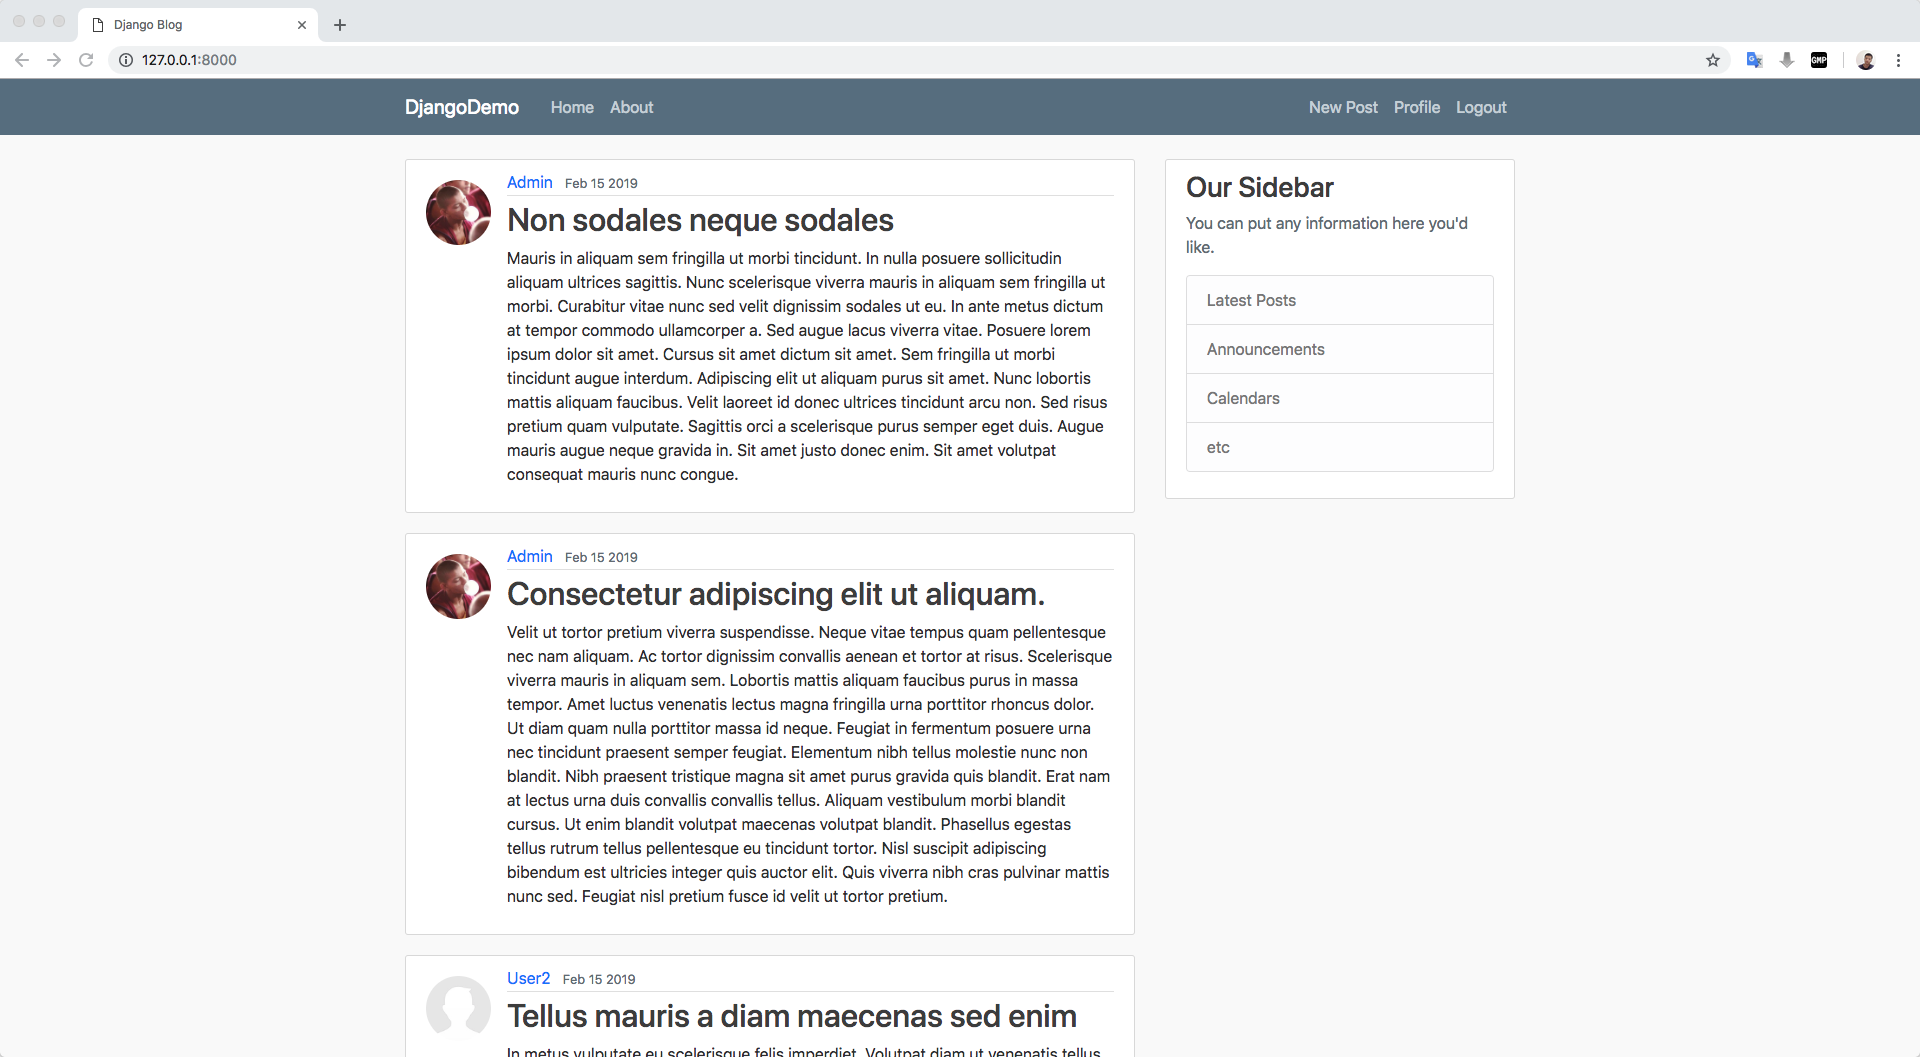 Django Blog
127.0.0.1:8000
GMP
DjangoDemo Home About New Post Profile Logout
Admin Feb 15 2019
Non sodales neque sodales
Mauris in aliquam sem fringilla ut morbi tincidunt. In nulla posuere sollicitudin
aliquam ultrices sagittis. Nunc scelerisque viverra mauris in aliquam sem fringilla ut
morbi. Curabitur vitae nunc sed velit dignissim sodales ut eu. In ante metus dictum
at tempor commodo ullamcorper a. Sed augue lacus viverra vitae. Posuere lorem
ipsum dolor sit amet. Cursus sit amet dictum sit amet. Sem fringilla ut morbi
tincidunt augue interdum. Adipiscing elit ut aliquam purus sit amet. Nunc lobortis
mattis aliquam faucibus. Velit laoreet id donec ultrices tincidunt arcu non. Sed risus
pretium quam vulputate. Sagittis orci a scelerisque purus semper eget duis. Augue
mauris augue neque gravida in. Sit amet justo donec enim. Sit amet volutpat
consequat mauris nunc congue.
Admin Feb 15 2019
Consectetur adipiscing elit ut aliquam.
Velit ut tortor pretium viverra suspendisse. Neque vitae tempus quam pellentesque
nec nam aliquam. Ac tortor dignissim convallis aenean et tortor at risus. Scelerisque
viverra mauris in aliquam sem. Lobortis mattis aliquam faucibus purus in massa
tempor. Amet luctus venenatis lectus magna fringilla urna porttitor rhoncus dolor.
Ut diam quam nulla porttitor massa id neque. Feugiat in fermentum posuere urna
nec tincidunt praesent semper feugiat. Elementum nibh tellus molestie nunc non
blandit. Nibh praesent tristique magna sit amet purus gravida quis blandit. Erat nam
at lectus urna duis convallis convallis tellus. Aliquam vestibulum morbi blandit
cursus. Ut enim blandit volutpat maecenas volutpat blandit. Phasellus egestas
tellus rutrum tellus pellentesque eu tincidunt tortor. Nisl suscipit adipiscing
bibendum est ultricies integer quis auctor elit. Quis viverra nibh cras pulvinar mattis
nunc sed. Feugiat nisl pretium fusce id velit ut tortor pretium.
User2 Feb 15 2019
Tellus mauris a diam maecenas sed enim
In metus vulputate eu scelerisque felis imperdiet. Volutpat diam ut venenatis tellus
Our Sidebar
You can put any information here you'd
like.
Latest Posts
Announcements
Calendars
etc